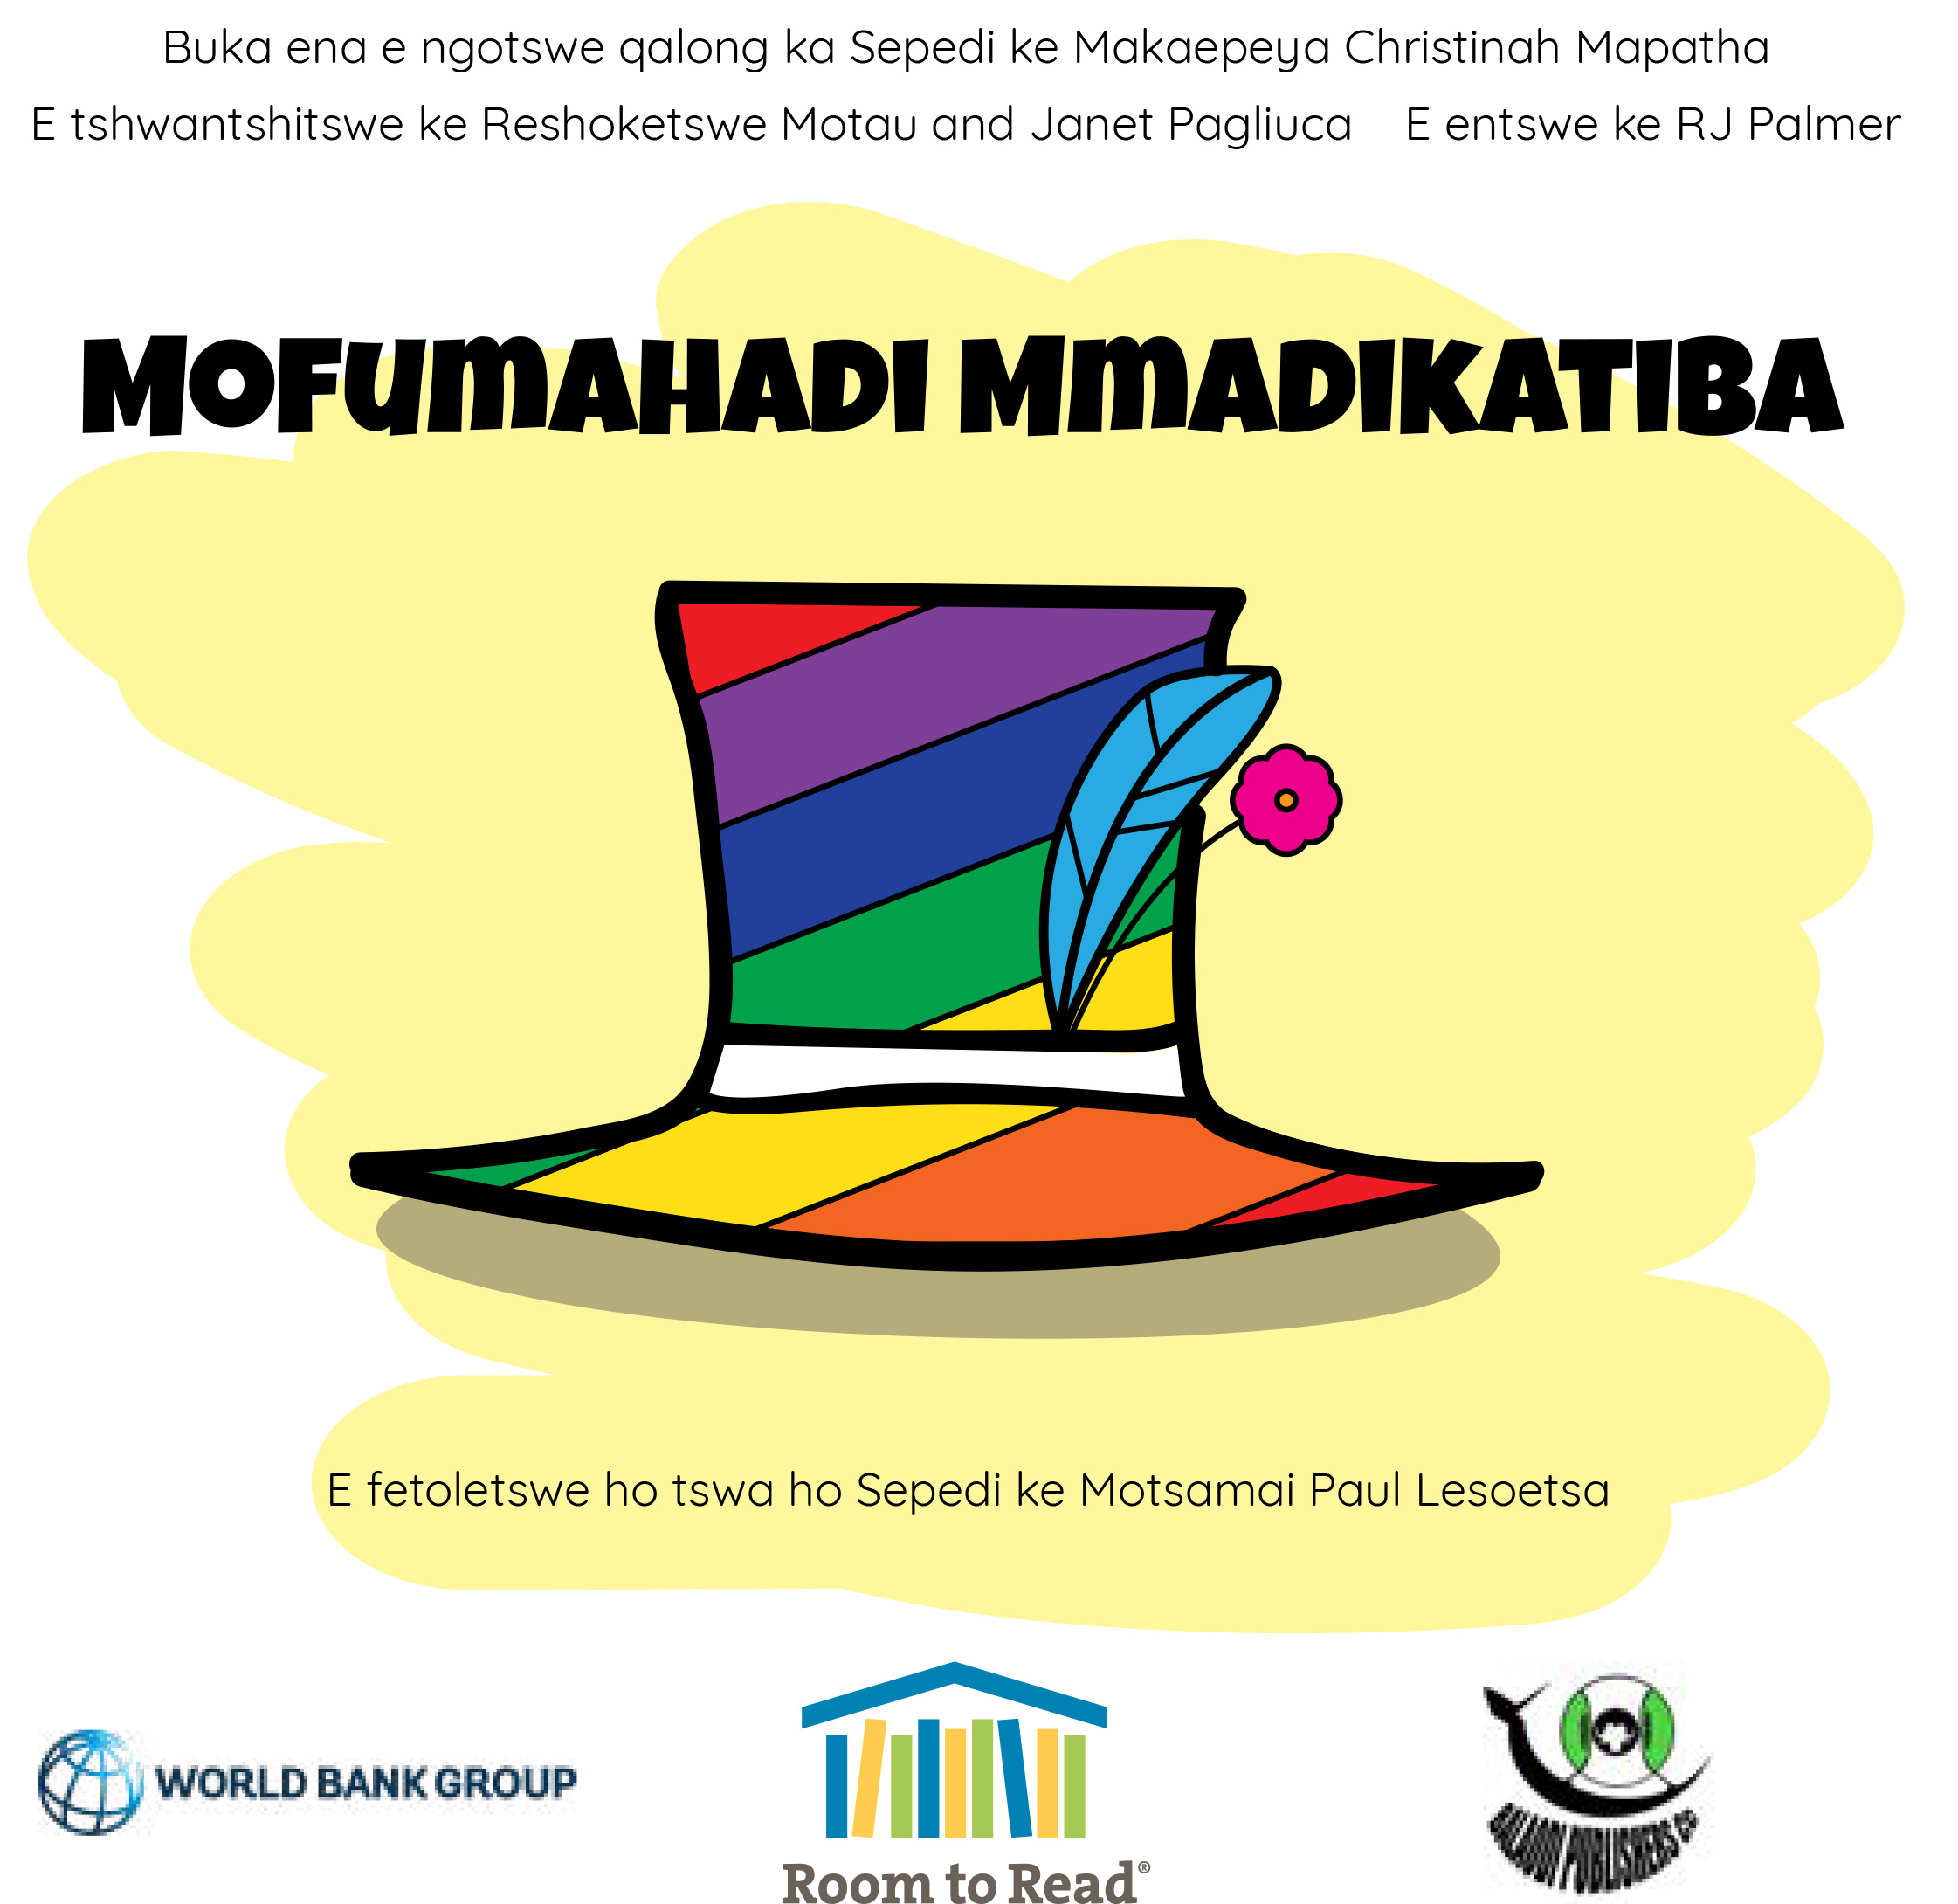 Buka ena e ngotswe qalong ka Sepedi ke Makaepeya Christinah Mapatha
E tshwantshitswe ke Reshoketswe Motau and Janet Pagliuca E entswe ke RJ Palmer
MOFUMAHADI MMADIKATIBA
E fetoletswe ho tswa ho Sepedi ke Motsamai Paul Lesoetsa
WORLD BANK GROUP
Room to Read®
PUBLISHERS